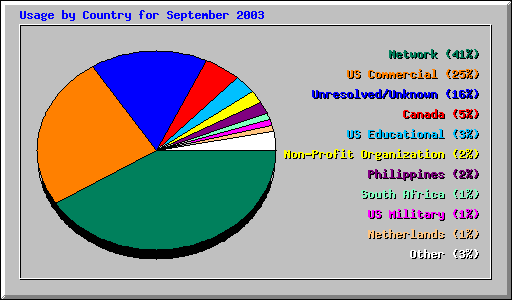 Usage by Country for September 2003
Network (41%)
US Commercial (25%)
Unresolved/Unknown (16%)
Canada (5%)
US Educational (3%)
Non-Profit Organization (2%)
Philippines (2%)
South Africa (1%)
US Military (1%)
Netherlands (1%)
Other (3%)